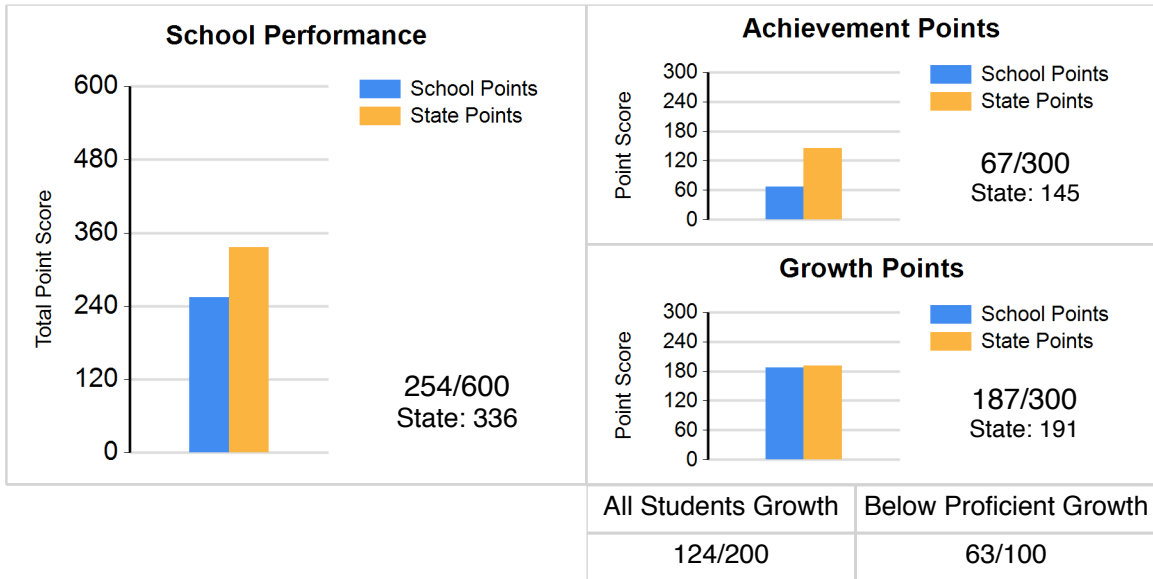 School Performance
600
480
360
240
120
0
Total Point Score
School Points
State Points
254/600
State: 336
Achievement Points
300
240
180
120
60
0
Point Score
School Points
State Points
67/300
State: 145
Growth Points
300
240
180
120
60
0
Point Score
School Points
State Points
187/300
State: 191
All Students Growth
Below Proficient Growth
124/200
63/100